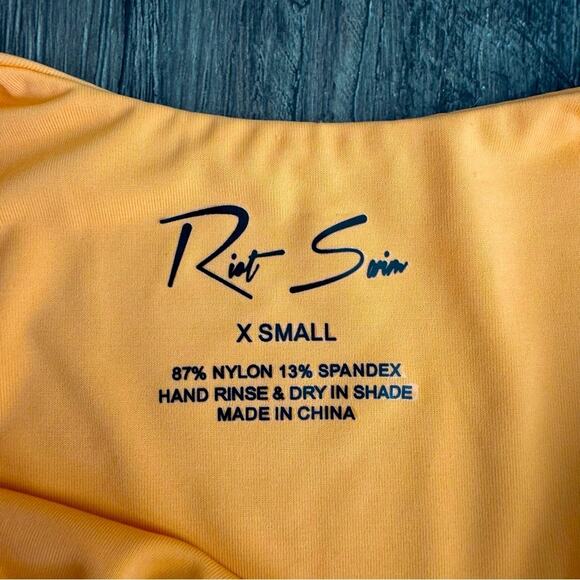 Riot Swim
X SMALL
87% NYLON 13% SPANDEX
HAND RINSE & DRY IN SHADE
MADE IN CHINA